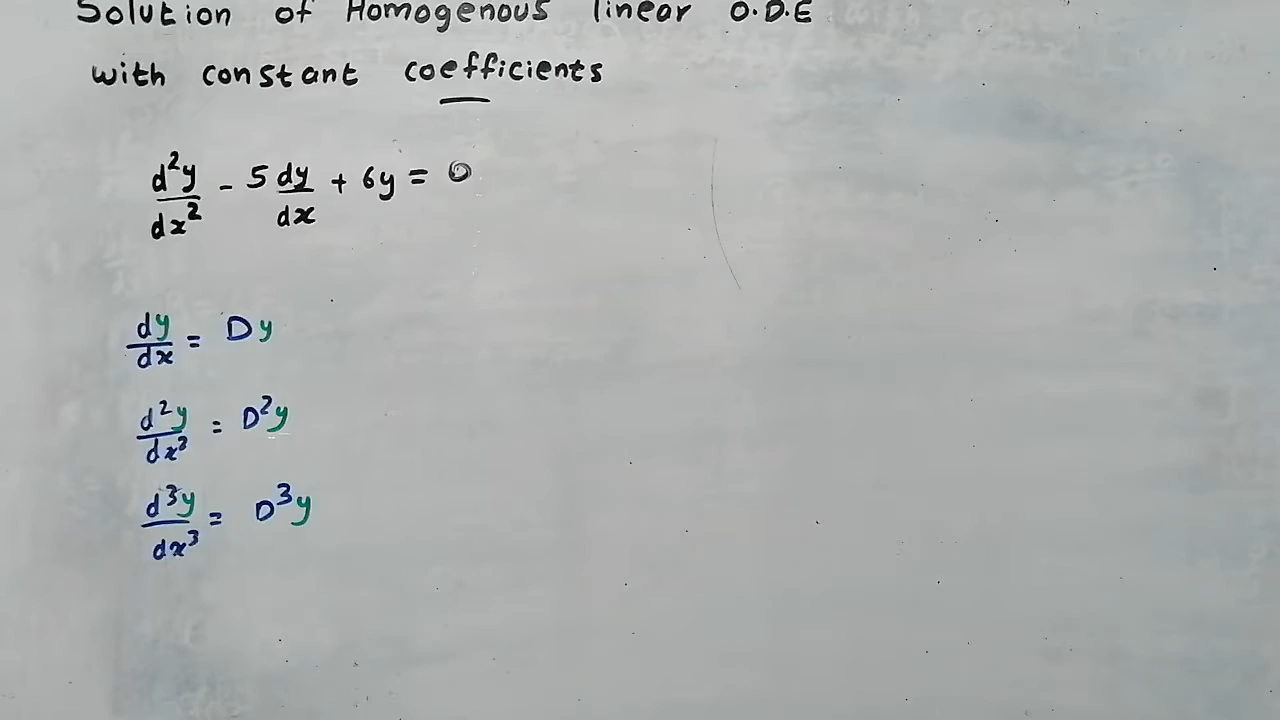 Solution of Homogenous linear O.D.E
with constant coefficients
d²y/dx² - 5 dy/dx + 6y = 0
dy/dx = Dy
d²y/dx² = D²y
d³y/dx³ = D³y